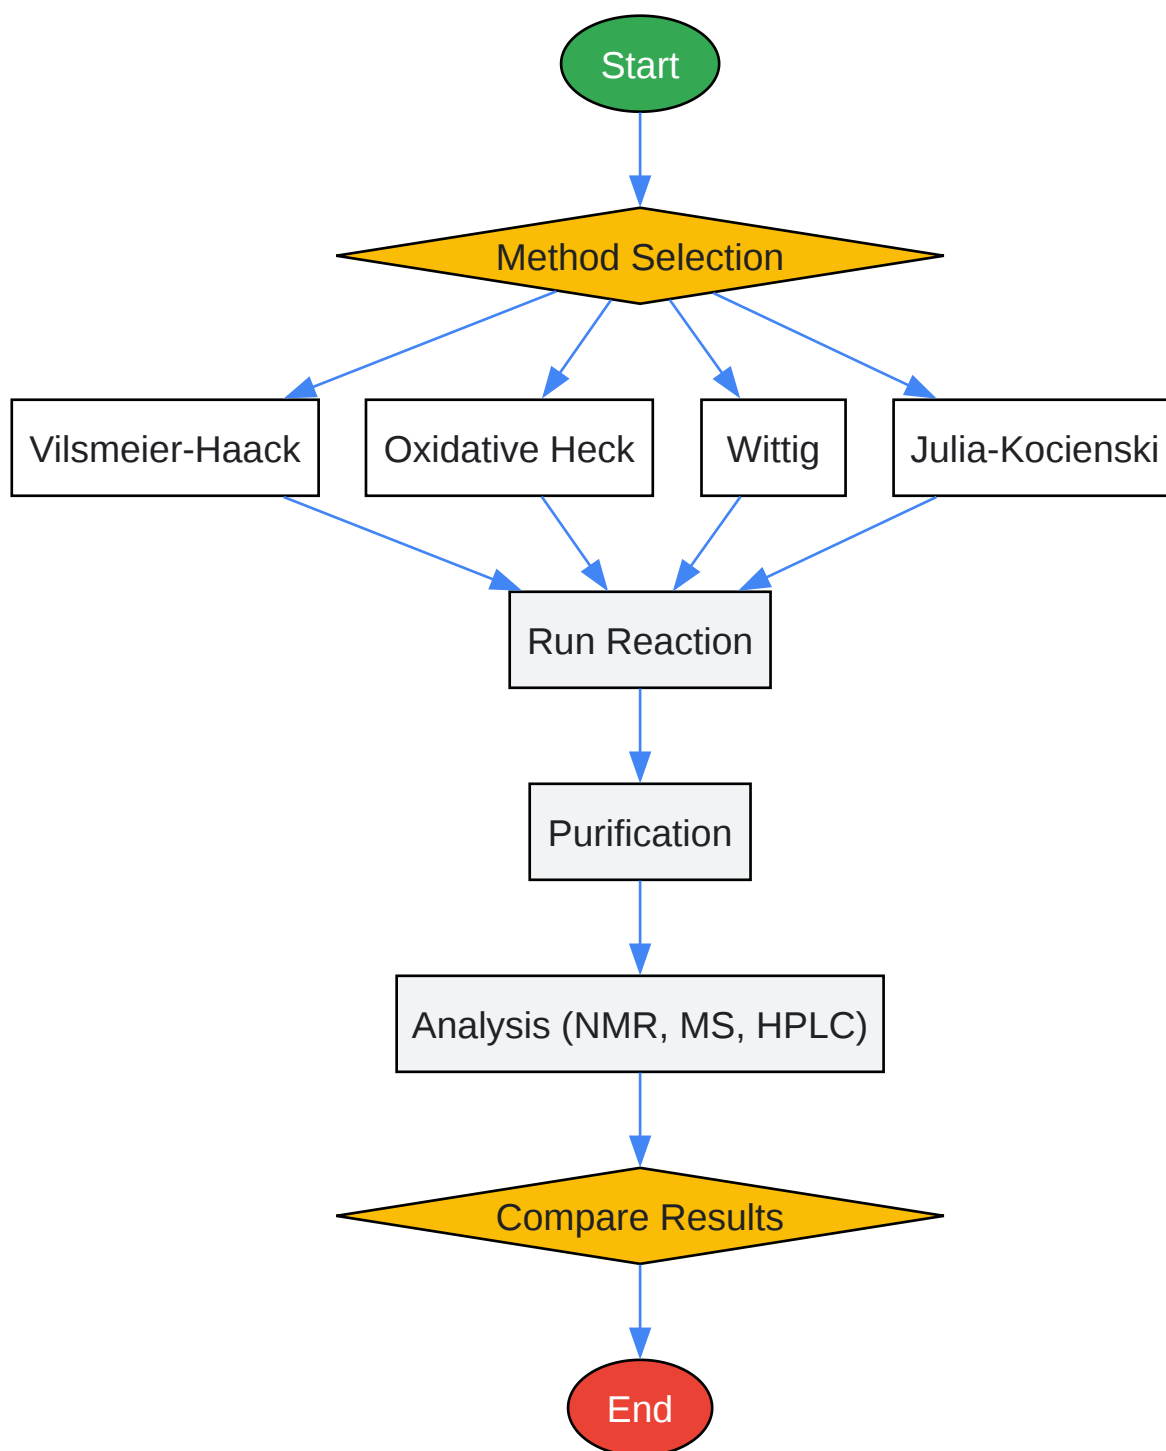 Start
Method Selection
Vilsmeier-Haack
Oxidative Heck
Wittig
Julia-Kocienski
Run Reaction
Purification
Analysis (NMR, MS, HPLC)
Compare Results
End